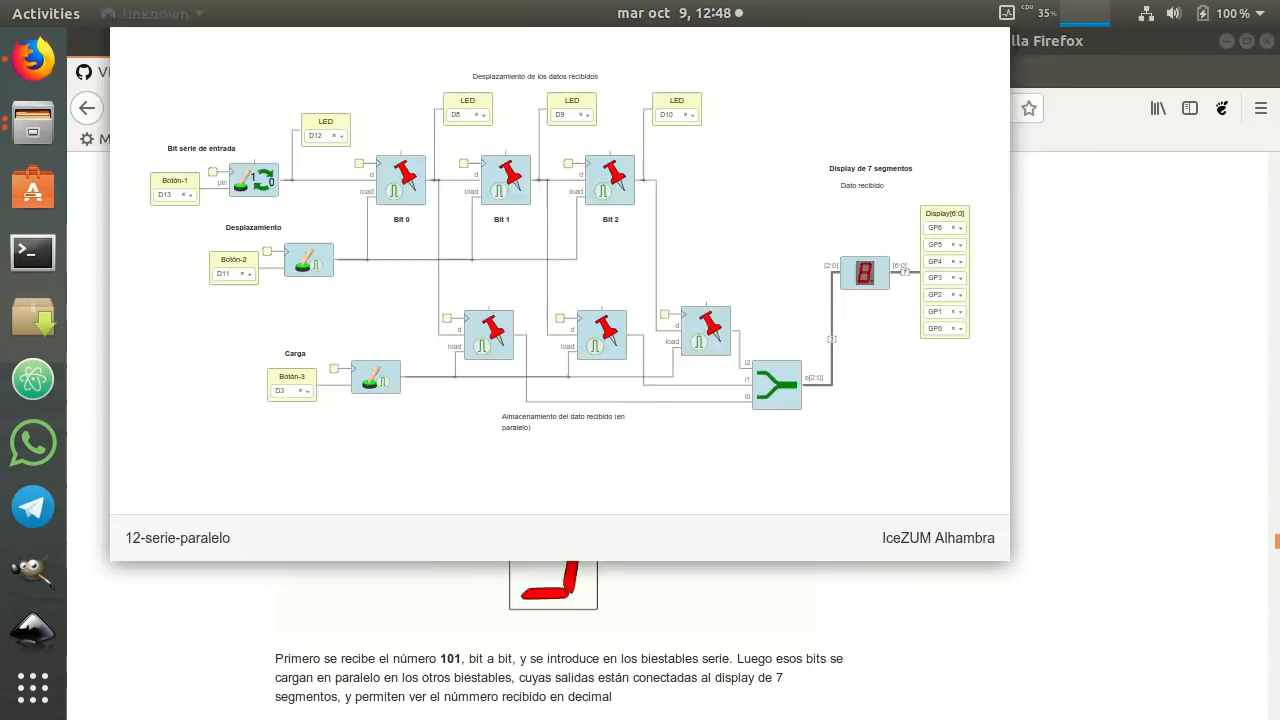 Activities
Unknown
mar oct 9, 12:48
cpu
35%
100 %
lla Firefox
Vi
M
Desplazamiento de los datos recibidos
LED
D8
LED
D9
LED
D10
LED
D12
Bit serie de entrada
Botón-1
D13
pin
d
load
Bit 0
d
load
Bit 1
d
load
Bit 2
Desplazamiento
Botón-2
D11
Display de 7 segmentos
Dato recibido
Display[6:0]
GP6
GP5
GP4
GP3
GP2
GP1
GP0
[2:0]
[6:0]
7
3
d
load
d
load
d
load
Carga
Botón-3
D3
i2
i1
i0
o[2:0]
Almacenamiento del dato recibido (en
paralelo)
12-serie-paralelo
IceZUM Alhambra
Primero se recibe el número 101, bit a bit, y se introduce en los biestables serie. Luego esos bits se
cargan en paralelo en los otros biestables, cuyas salidas están conectadas al display de 7
segmentos, y permiten ver el númmero recibido en decimal